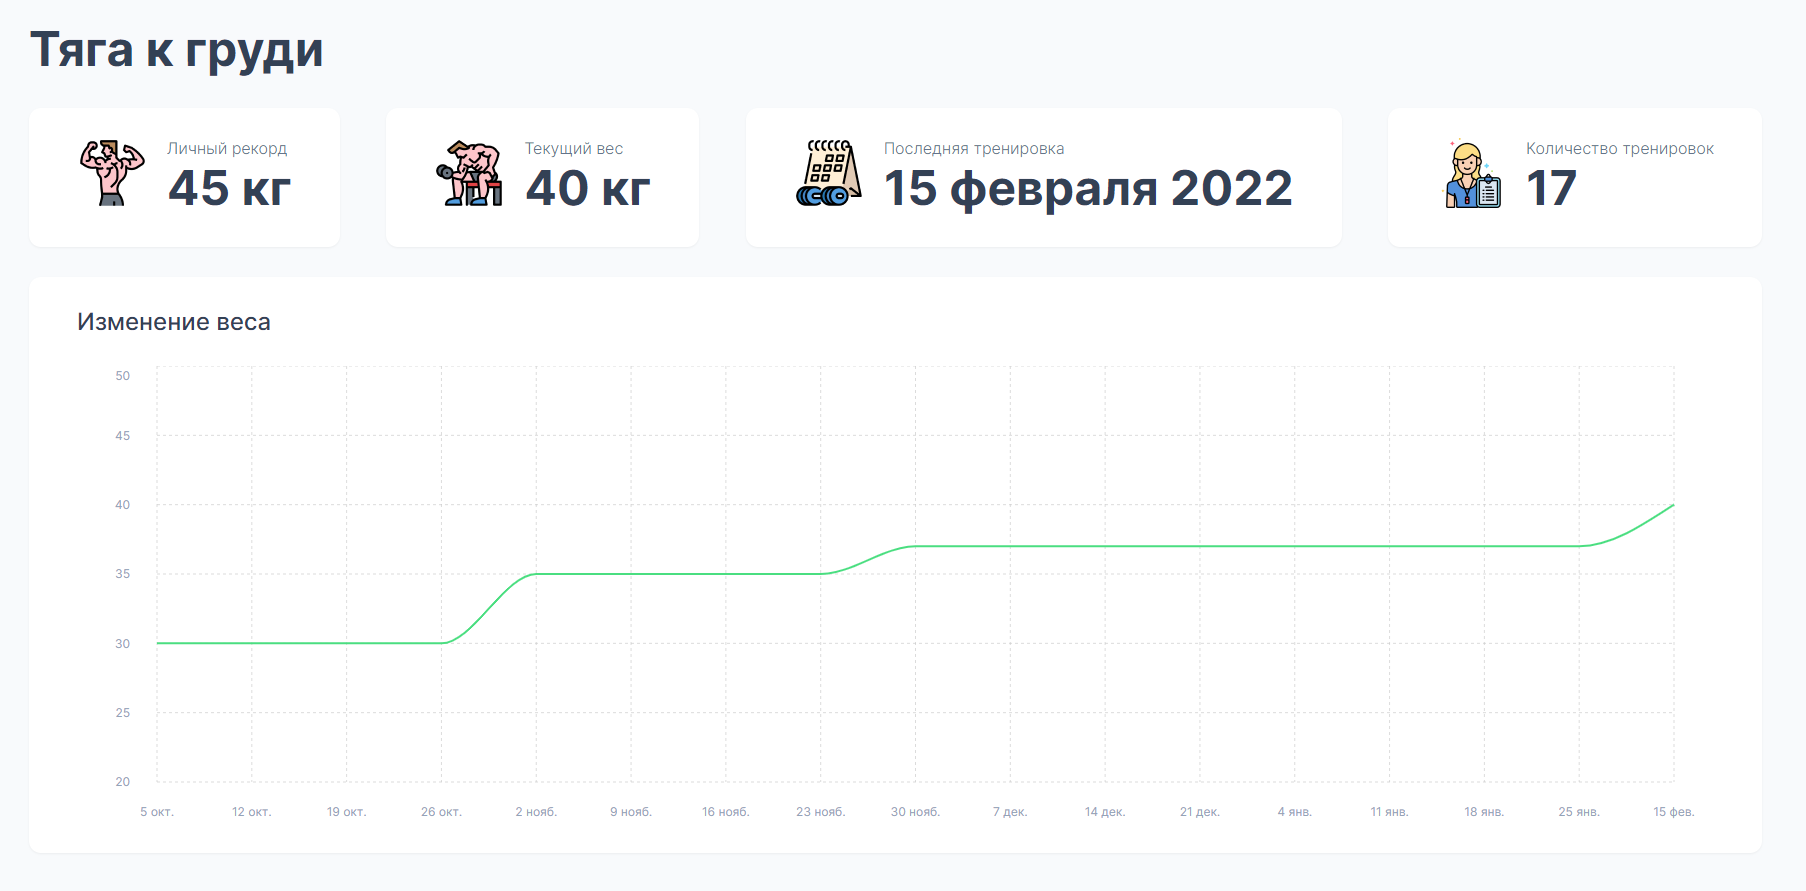 Тяга к груди
Личный рекорд
45 кг
Текущий вес
40 кг
Последняя тренировка
15 февраля 2022
Количество тренировок
17
Изменение веса
50
45
40
35
30
25
20
5 окт. 12 окт. 19 окт. 26 окт. 2 нояб. 9 нояб. 16 нояб. 23 нояб. 30 нояб. 7 дек. 14 дек. 21 дек. 4 янв. 11 янв. 18 янв. 25 янв. 15 фев.